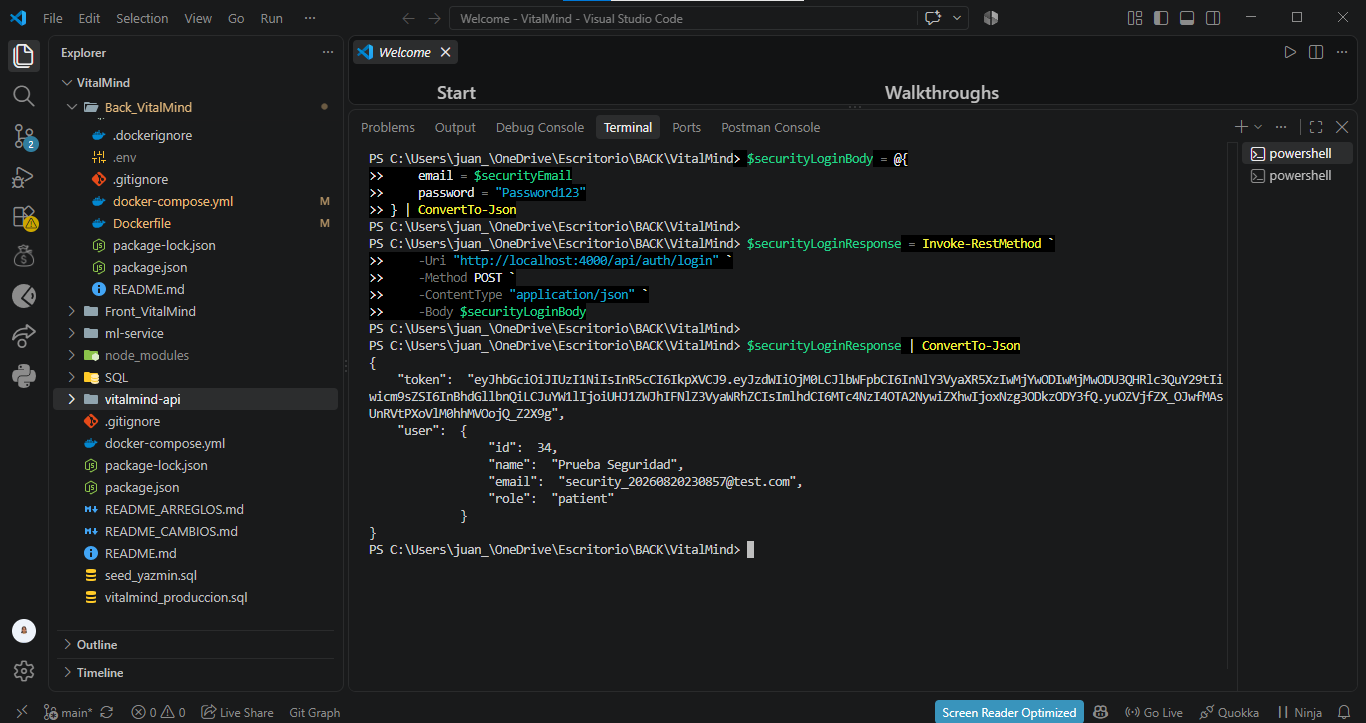 File Edit Selection View Go Run ···
Welcome - VitalMind - Visual Studio Code
Explorer ···
VitalMind
Back_VitalMind
.dockerignore
.env
.gitignore
docker-compose.yml M
Dockerfile M
package-lock.json
package.json
README.md
Front_VitalMind
ml-service
node_modules
SQL
vitalmind-api
.gitignore
docker-compose.yml
package-lock.json
package.json
README_ARREGLOS.md
README_CAMBIOS.md
README.md
seed_yazmin.sql
vitalmind_produccion.sql
Outline
Timeline
2
Welcome
Start Walkthroughs
Problems Output Debug Console Terminal Ports Postman Console
powershell
powershell
PS C:\Users\juan_\OneDrive\Escritorio\BACK\VitalMind> $securityLoginBody = @{
>>     email = $securityEmail
>>     password = "Password123"
>> } | ConvertTo-Json
PS C:\Users\juan_\OneDrive\Escritorio\BACK\VitalMind>
PS C:\Users\juan_\OneDrive\Escritorio\BACK\VitalMind> $securityLoginResponse = Invoke-RestMethod `
>>     -Uri "http://localhost:4000/api/auth/login" `
>>     -Method POST `
>>     -ContentType "application/json" `
>>     -Body $securityLoginBody
PS C:\Users\juan_\OneDrive\Escritorio\BACK\VitalMind>
PS C:\Users\juan_\OneDrive\Escritorio\BACK\VitalMind> $securityLoginResponse | ConvertTo-Json
{
"token":
"user": {
"id": 34,
"name": "Prueba Seguridad",
"email": "security_20260820230857@test.com",
"role": "patient"
}
}
PS C:\Users\juan_\OneDrive\Escritorio\BACK\VitalMind>
main* 0 0 Live Share Git Graph
Screen Reader Optimized Go Live Quokka Ninja